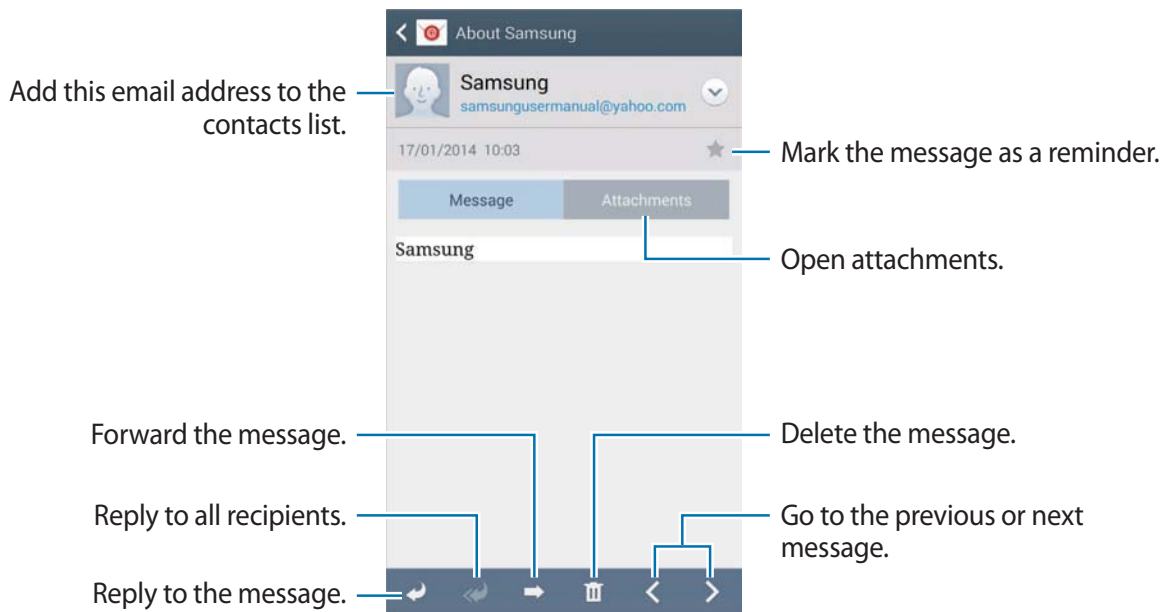 About Samsung
Add this email address to the
contacts list.
Samsung
samsungusermanual@yahoo.com
17/01/2014 10:03
Mark the message as a reminder.
Message
Attachments
Samsung
Open attachments.
Forward the message.
Delete the message.
Reply to all recipients.
Go to the previous or next
message.
Reply to the message.